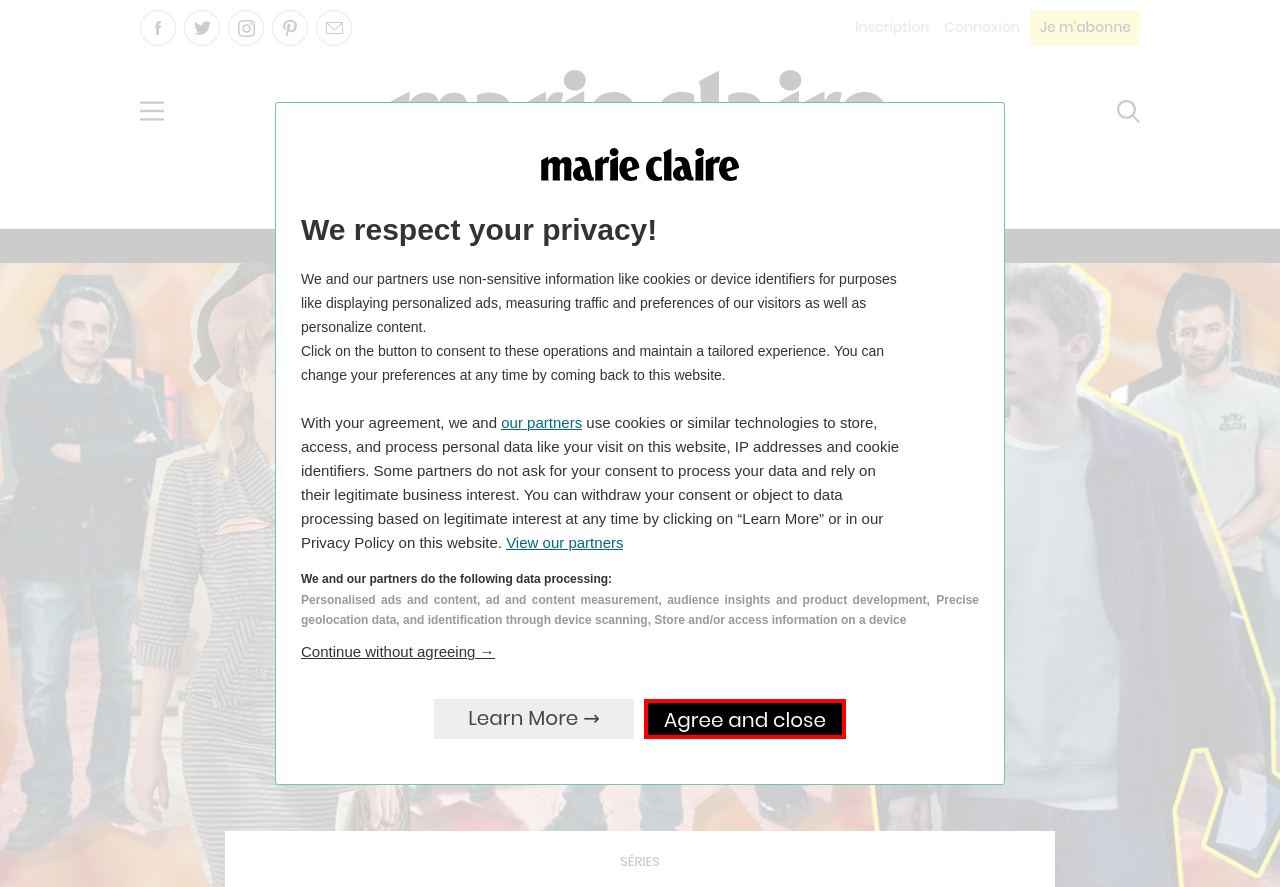 Inscription Connexion Je m'abonne
marie claire
marie claire
We respect your privacy!
We and our partners use non-sensitive information like cookies or device identifiers for purposes
like displaying personalized ads, measuring traffic and preferences of our visitors as well as
personalize content.
Click on the button to consent to these operations and maintain a tailored experience. You can
change your preferences at any time by coming back to this website.
With your agreement, we and our partners use cookies or similar technologies to store,
access, and process personal data like your visit on this website, IP addresses and cookie
identifiers. Some partners do not ask for your consent to process your data and rely on
their legitimate business interest. You can withdraw your consent or object to data
processing based on legitimate interest at any time by clicking on “Learn More” or in our
Privacy Policy on this website. View our partners
We and our partners do the following data processing:
Personalised ads and content, ad and content measurement, audience insights and product development, Precise
geolocation data, and identification through device scanning, Store and/or access information on a device
Continue without agreeing →
Learn More → Agree and close
BRI
SÉRIES